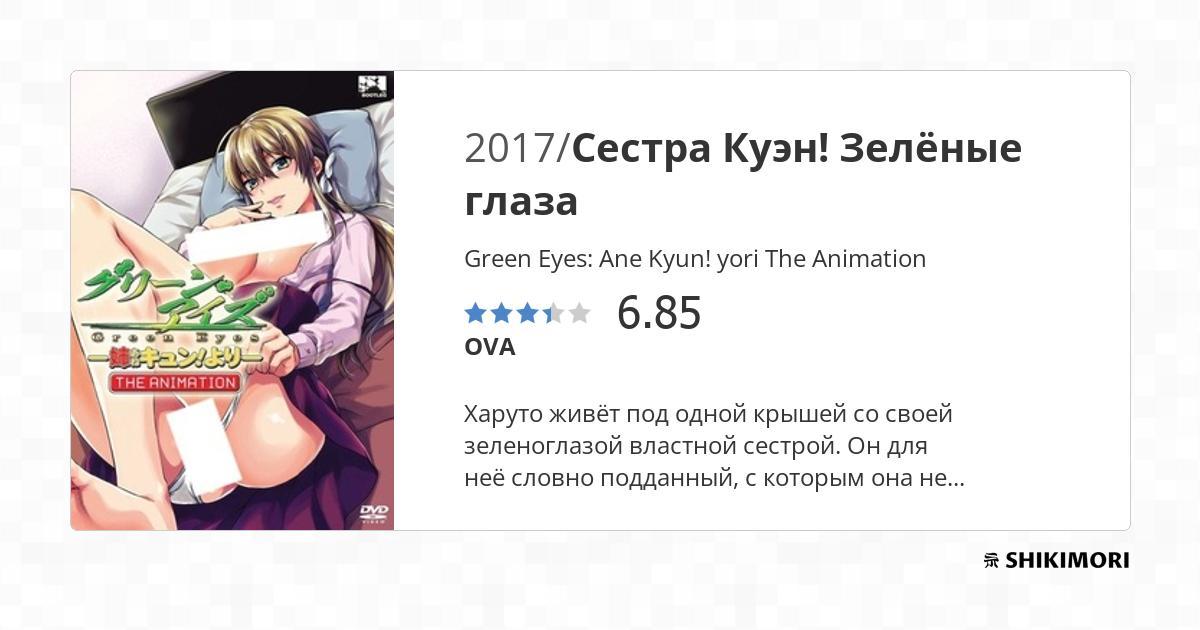 BOOTLEG
グリーン
アイズ
Green Eyes
ー姉キュン!よりー
THE ANIMATION
DVD
VIDEO
2017/Сестра Куэн! Зелёные
глаза
Green Eyes: Ane Kyun! yori The Animation
6.85
OVA
Харуто живёт под одной крышей со своей
зеленоглазой властной сестрой. Он для
неё словно подданный, с которым она не...
SHIKIMORI